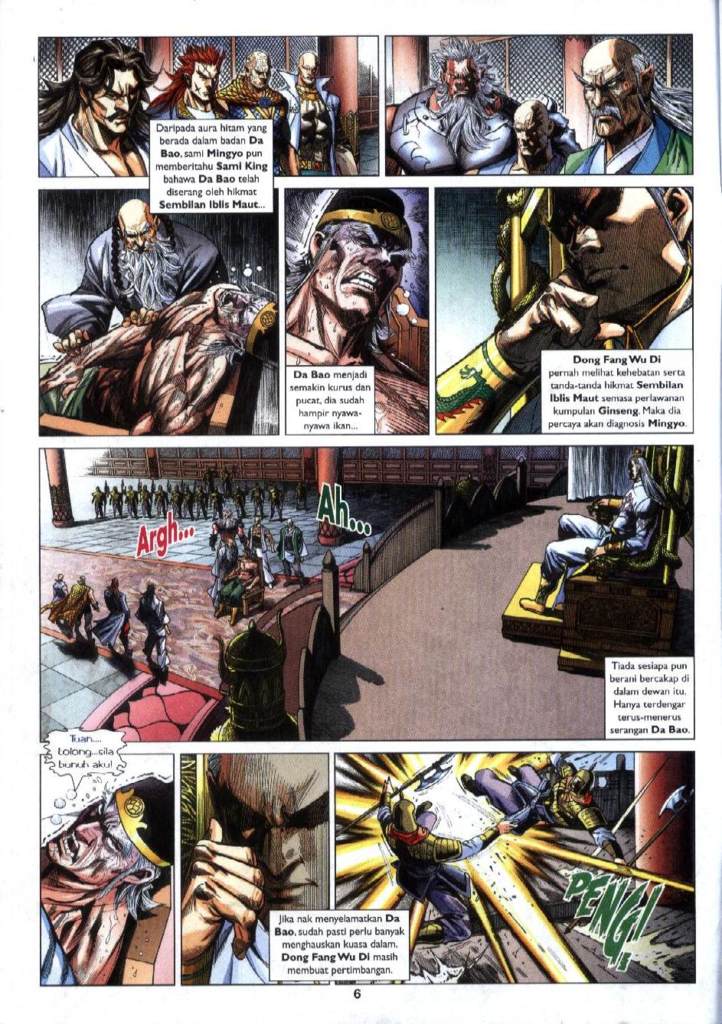 Daripada aura hitam yang
berada dalam badan Da
Bao, sami Mingyo pun
memberitahu Sami King
bahawa Da Bao telah
diserang oleh hikmat
Sembilan Iblis Maut...
Da Bao menjadi
semakin kurus dan
pucat, dia sudah
hampir nyawa-
nyawa ikan...
Dong Fang Wu Di
pernah melihat kehebatan serta
tanda-tanda hikmat Sembilan
Iblis Maut semasa perlawanan
kumpulan Ginseng. Maka dia
percaya akan diagnosis Mingyo.
Argh...
Ah...
Tiada sesiapa pun
berani bercakap di
dalam dewan itu.
Hanya terdengar
terus-menerus
serangan Da Bao.
Tuan....
tolong...sila
bunuh aku!
Jika nak menyelamatkan Da
Bao, sudah pasti perlu banyak
menghauskan kuasa dalam.
Dong Fang Wu Di masih
membuat pertimbangan.
PENG!
6